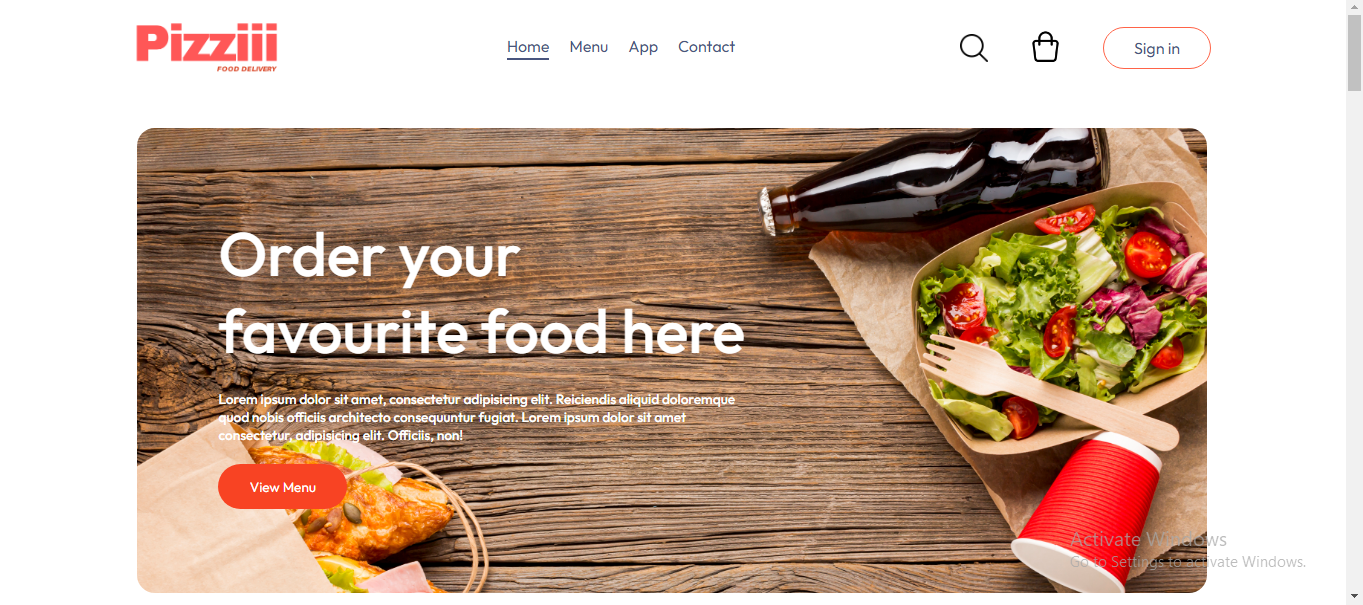 Pizziii
FOOD DELIVERY
Home Menu App Contact
Sign in
Order your
favourite food here
Lorem ipsum dolor sit amet, consectetur adipisicing elit. Reiciendis aliquid doloremque
quod nobis officiis architecto consequuntur fugiat. Lorem ipsum dolor sit amet
consectetur, adipisicing elit. Officiis, non!
View Menu
Activate Windows
Go to Settings to activate Windows.